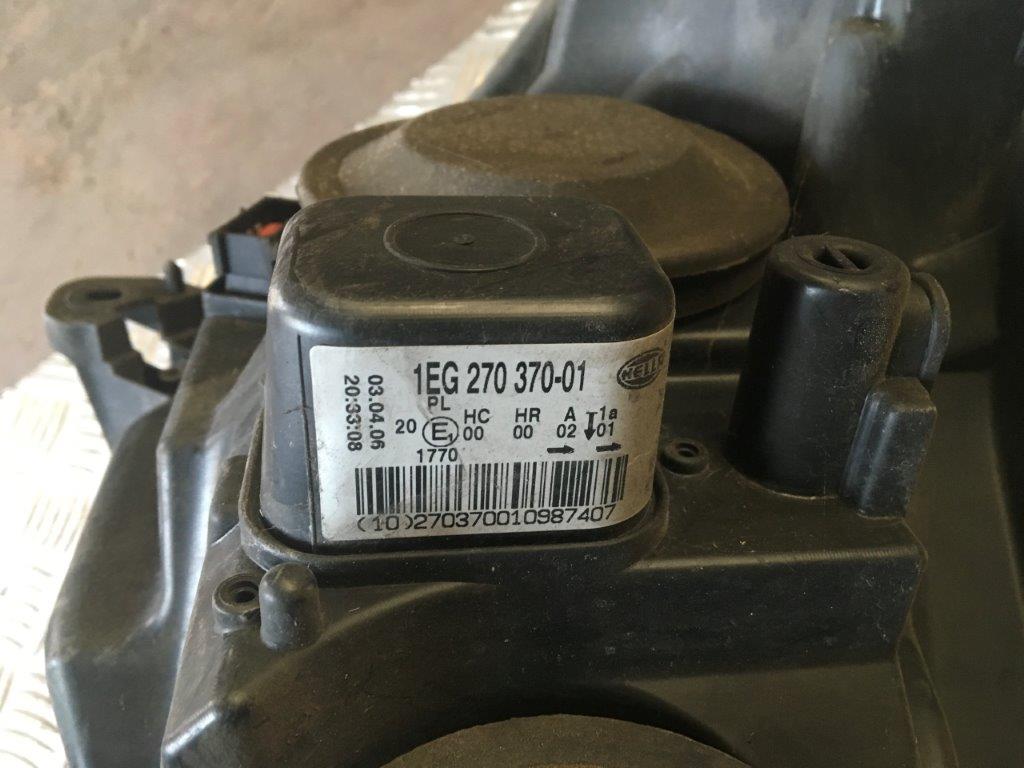 1EG 270 370-01
HELLA
03.04.06
20:33:08
PL
HC HR A 1a
20 E1 00 00 02 01
1770
(10)270370010987407